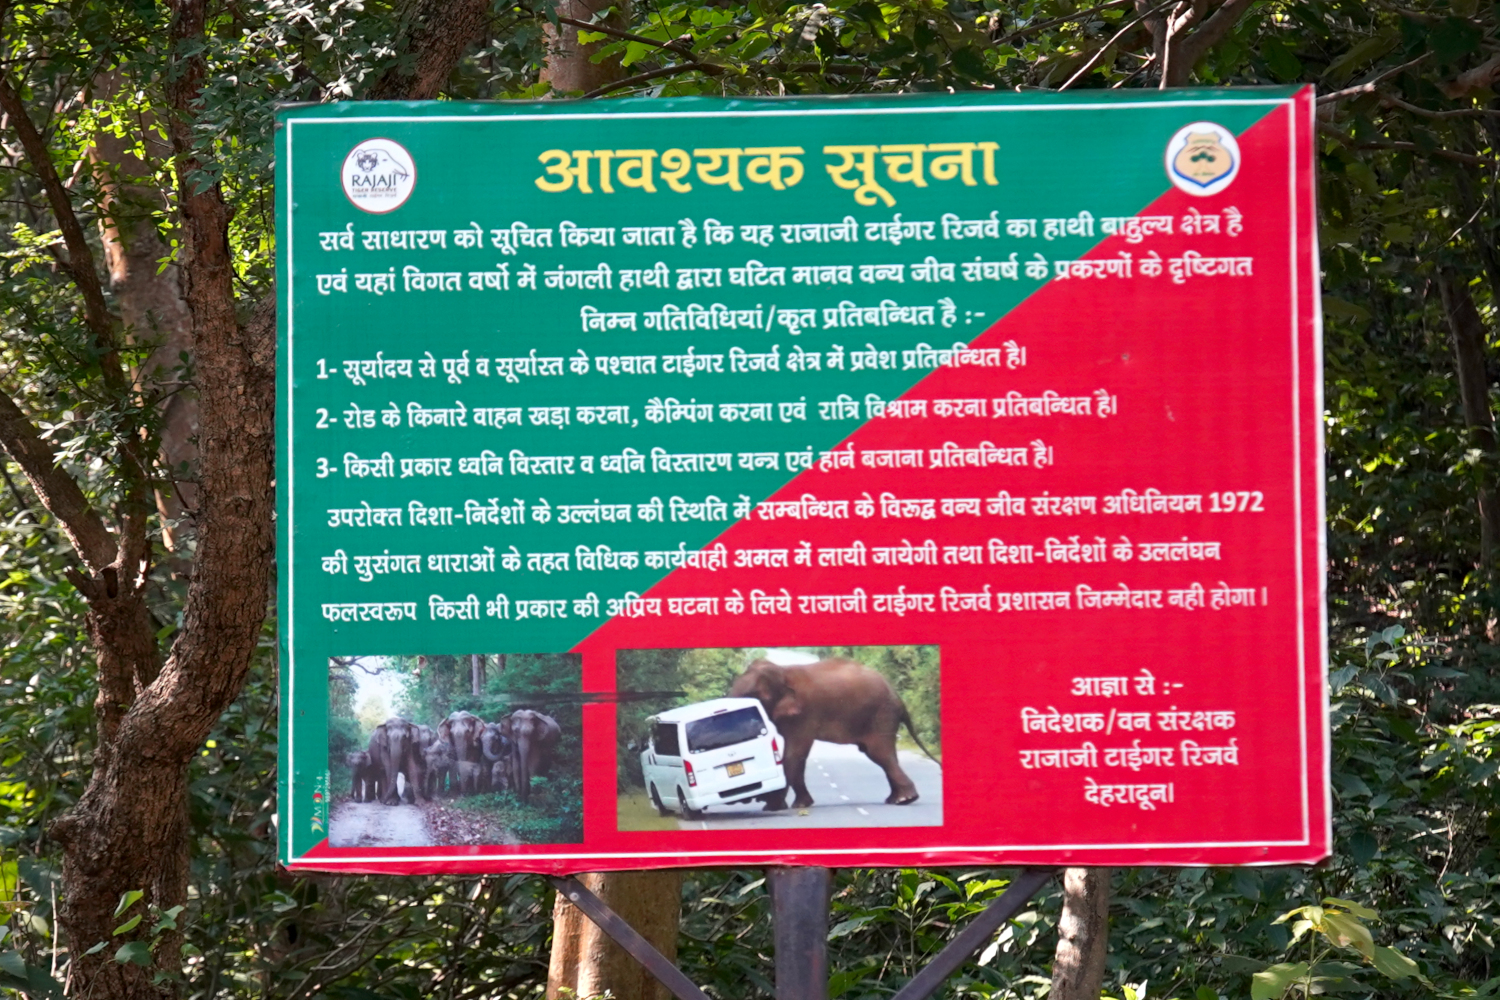 आवश्यक सूचना
RAJAJI
TIGER RESERVE
सर्व साधारण को सूचित किया जाता है कि यह राजाजी टाईगर रिजर्व का हाथी बाहुल्य क्षेत्र है
एवं यहां विगत वर्षो में जंगली हाथी द्वारा घटित मानव वन्य जीव संघर्ष के प्रकरणों के दृष्टिगत
निम्न गतिविधियां/कृत प्रतिबन्धित है :-
1- सूर्यादय से पूर्व व सूर्यास्त के पश्चात टाईगर रिजर्व क्षेत्र में प्रवेश प्रतिबन्धित है।
2- रोड के किनारे वाहन खड़ा करना, कैम्पिंग करना एवं रात्रि विश्राम करना प्रतिबन्धित है।
3- किसी प्रकार ध्वनि विस्तार व ध्वनि विस्तारण यन्त्र एवं हार्न बजाना प्रतिबन्धित है।
उपरोक्त दिशा-निर्देशों के उल्लंघन की स्थिति में सम्बन्धित के विरूद्व वन्य जीव संरक्षण अधिनियम 1972
की सुसंगत धाराओं के तहत विधिक कार्यवाही अमल में लायी जायेगी तथा दिशा-निर्देशों के उललंघन
फलस्वरूप किसी भी प्रकार की अप्रिय घटना के लिये राजाजी टाईगर रिजर्व प्रशासन जिम्मेदार नही होगा।
आज्ञा से :-
निदेशक/वन संरक्षक
राजाजी टाईगर रिजर्व
देहरादून।